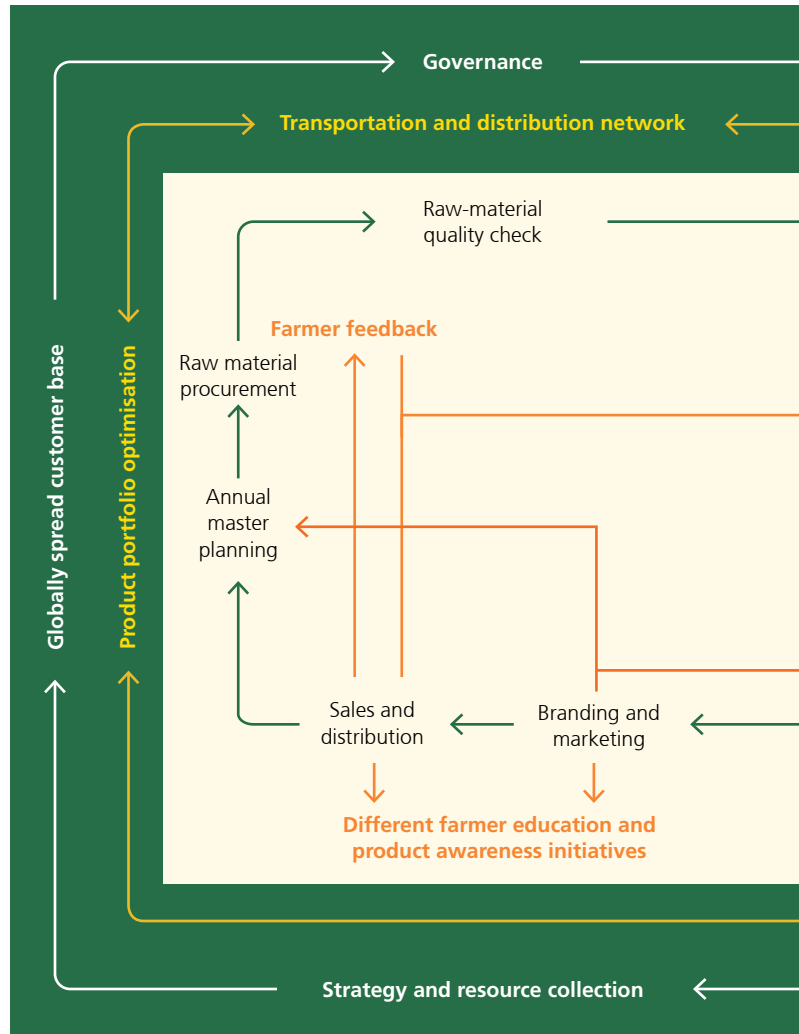 Governance
Transportation and distribution network
Raw-material
quality check
Farmer feedback
Raw material
procurement
Globally spread customer base
Product portfolio optimisation
Annual
master
planning
Sales and
distribution
Branding and
marketing
Different farmer education and
product awareness initiatives
Strategy and resource collection